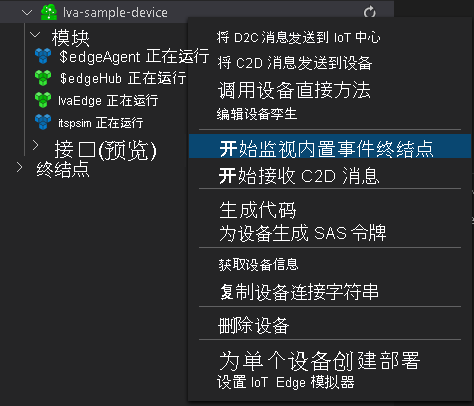 lva-sample-device
模块
$edgeAgent 正在运行
$edgeHub 正在运行
lvaEdge 正在运行
itspsim 正在运行
接口(预览)
终结点
将 D2C 消息发送到 IoT 中心
将 C2D 消息发送到设备
调用设备直接方法
编辑设备孪生
开始监视内置事件终结点
开始接收 C2D 消息
生成代码
为设备生成 SAS 令牌
获取设备信息
复制设备连接字符串
删除设备
为单个设备创建部署
设置 IoT Edge 模拟器